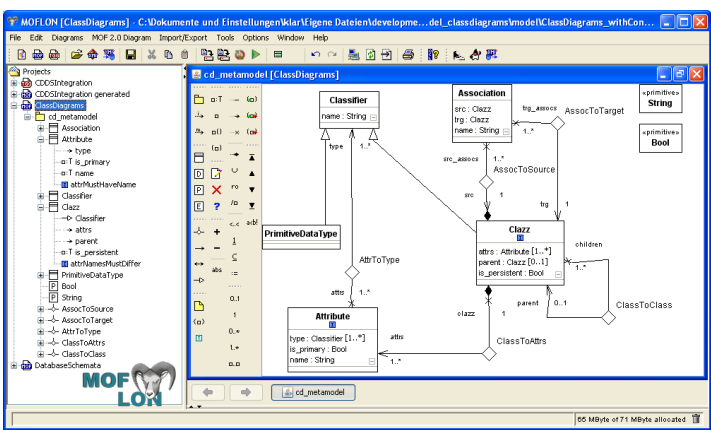 MOFLON [ClassDiagrams] - C:\Dokumente und Einstellungen\klar\Eigene Dateien\developme...del_classdiagrams\model\ClassDiagrams_withCon...
File Edit Diagrams MOF 2.0 Diagram Import/Export Tools Options Window Help
Projects
CDDSIntegration
CDDSIntegration generated
ClassDiagrams
cd_metamodel
Association
Attribute
type
is_primary
name
attrMustHaveName
Classifier
Clazz
Classifier
attrs
parent
is_persistent
attrNamesMustDiffer
PrimitiveDataType
Bool
String
AssocToSource
AssocToTarget
AttrToType
ClassToAttrs
ClassToClass
DatabaseSchemata
MOF
LON
cd_metamodel [ClassDiagrams]
Classifier
name : String
type
1..*
PrimitiveDataType
AttrToType
attrs 1..*
Attribute
type : Classifier [1..*]
is_primary : Bool
name : String
Association
src : Clazz
trg : Clazz
name : String
trg_assocs
AssocToTarget
1..*
src_assocs 1..*
AssocToSource
src 1
trg 1
«primitive»
String
«primitive»
Bool
Clazz
attrs : Attribute [1..*]
parent : Clazz [0..1]
is_persistent : Bool
children
1..*
parent 0..1
ClassToClass
clazz 1
ClassToAttrs
attrs
1..*
cd_metamodel
66 MByte of 71 MByte allocated